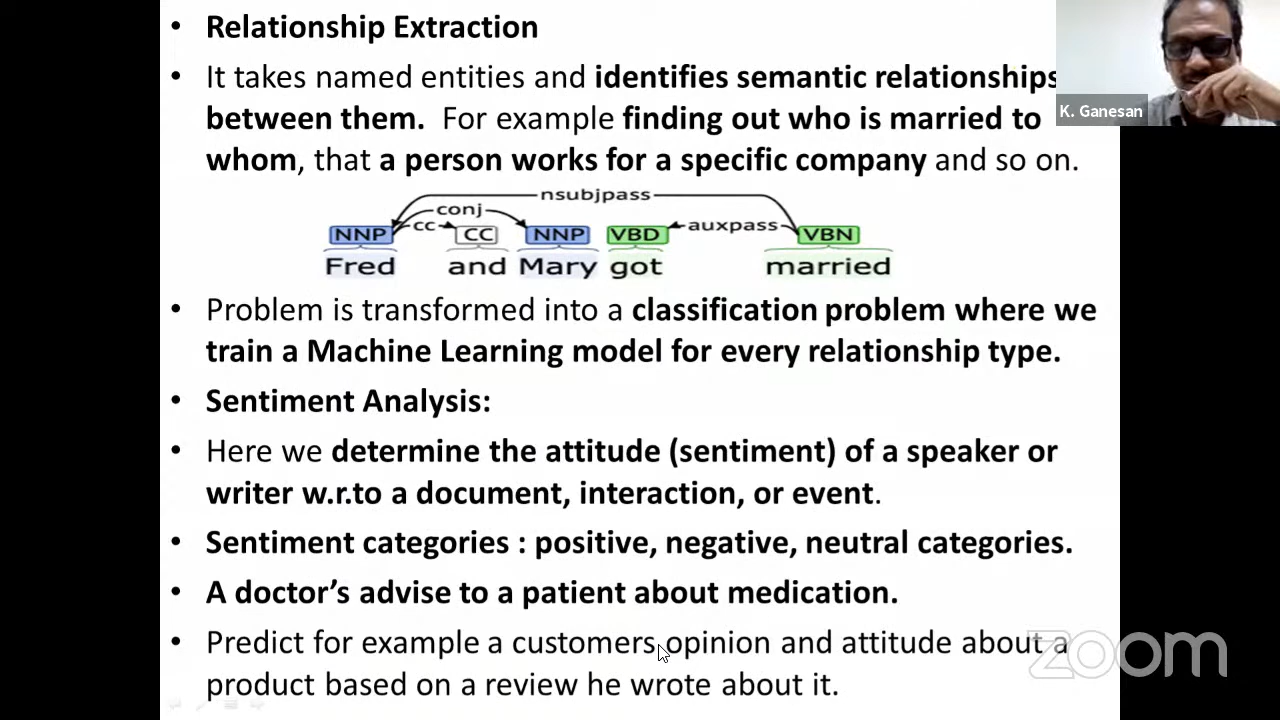 • Relationship Extraction
• It takes named entities and identifies semantic relationships
between them. For example finding out who is married to
whom, that a person works for a specific company and so on.
K. Ganesan
nsubjpass
conj
cc
auxpass
NNP CC NNP VBD VBN
Fred and Mary got married
• Problem is transformed into a classification problem where we
train a Machine Learning model for every relationship type.
• Sentiment Analysis:
• Here we determine the attitude (sentiment) of a speaker or
writer w.r.to a document, interaction, or event.
• Sentiment categories : positive, negative, neutral categories.
• A doctor’s advise to a patient about medication.
• Predict for example a customers opinion and attitude about a
product based on a review he wrote about it.
zoom